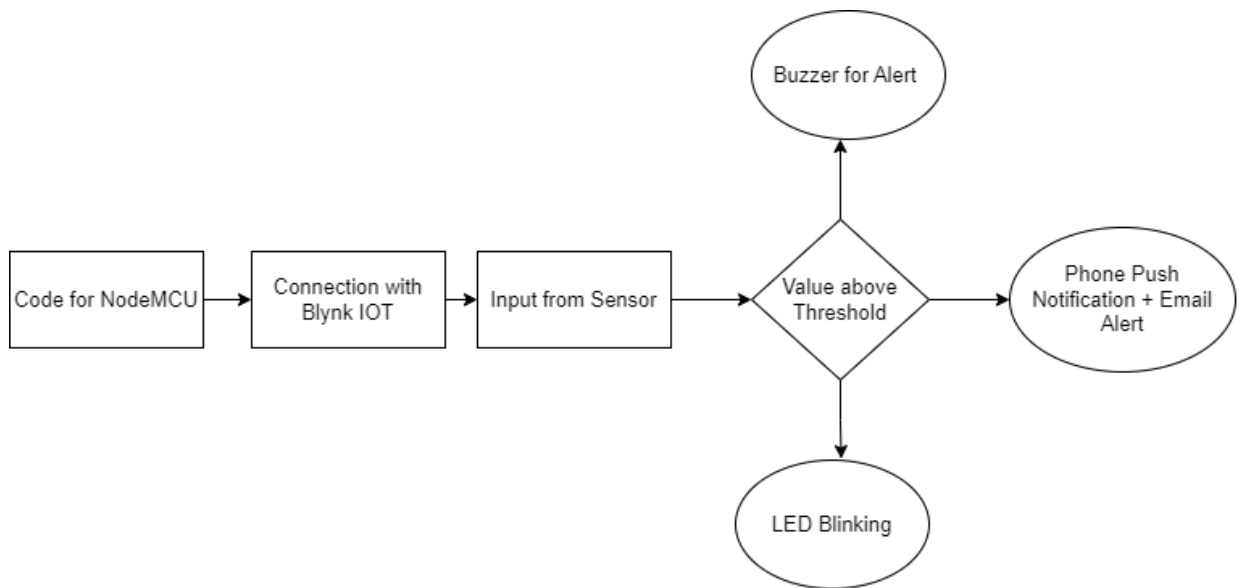 Buzzer for Alert
Code for NodeMCU
Connection with
Blynk IOT
Input from Sensor
Value above
Threshold
Phone Push
Notification + Email
Alert
LED Blinking